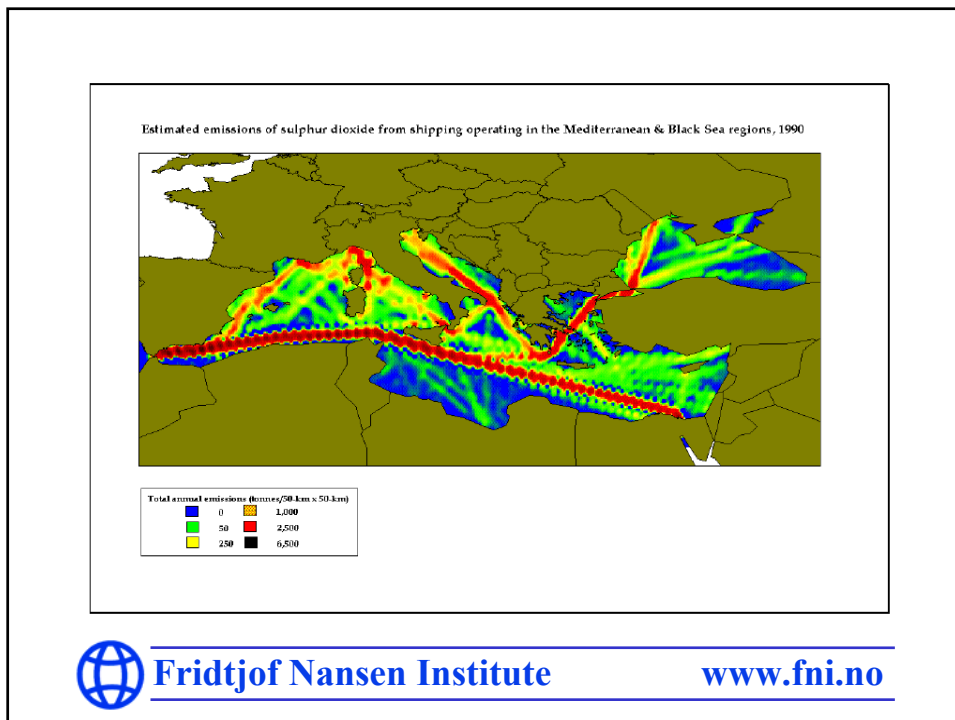 Estimated emissions of sulphur dioxide from shipping operating in the Mediterranean & Black Sea regions, 1990
Total annual emissions (tonnes/50-km x 50-km)
0 1,000
50 2,500
250 6,500
Fridtjof Nansen Institute www.fni.no